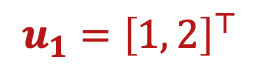 u₁ = [1, 2]ᵀ